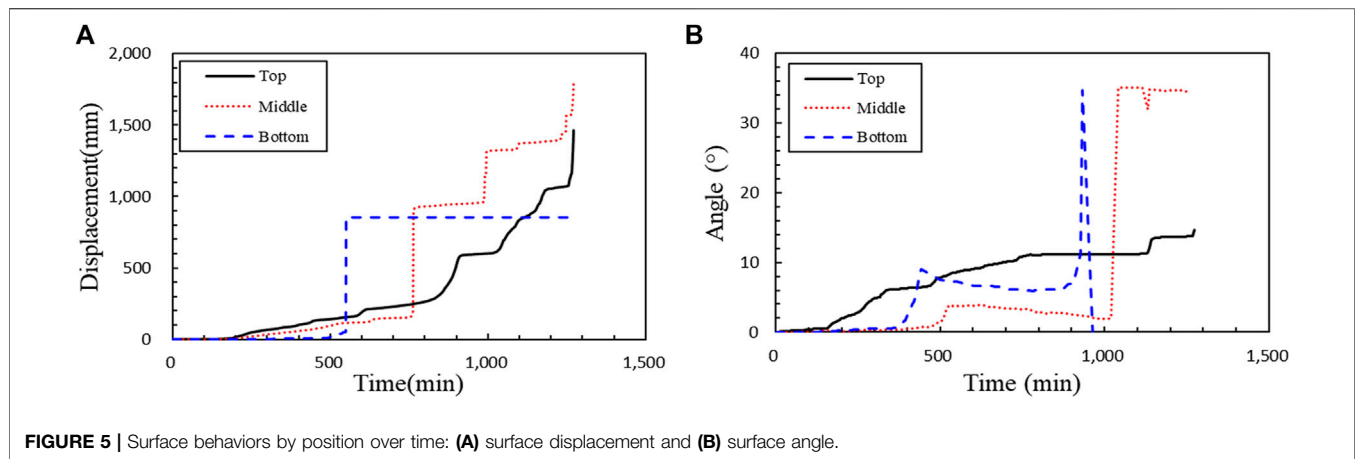 A
2,000
1,500
1,000
500
0
Displacement(mm)
Top
Middle
Bottom
0
500
1,000
1,500
Time(min)
B
40
30
20
10
0
Angle (°)
Top
Middle
Bottom
0
500
1,000
1,500
Time (min)
FIGURE 5 | Surface behaviors by position over time: (A) surface displacement and (B) surface angle.